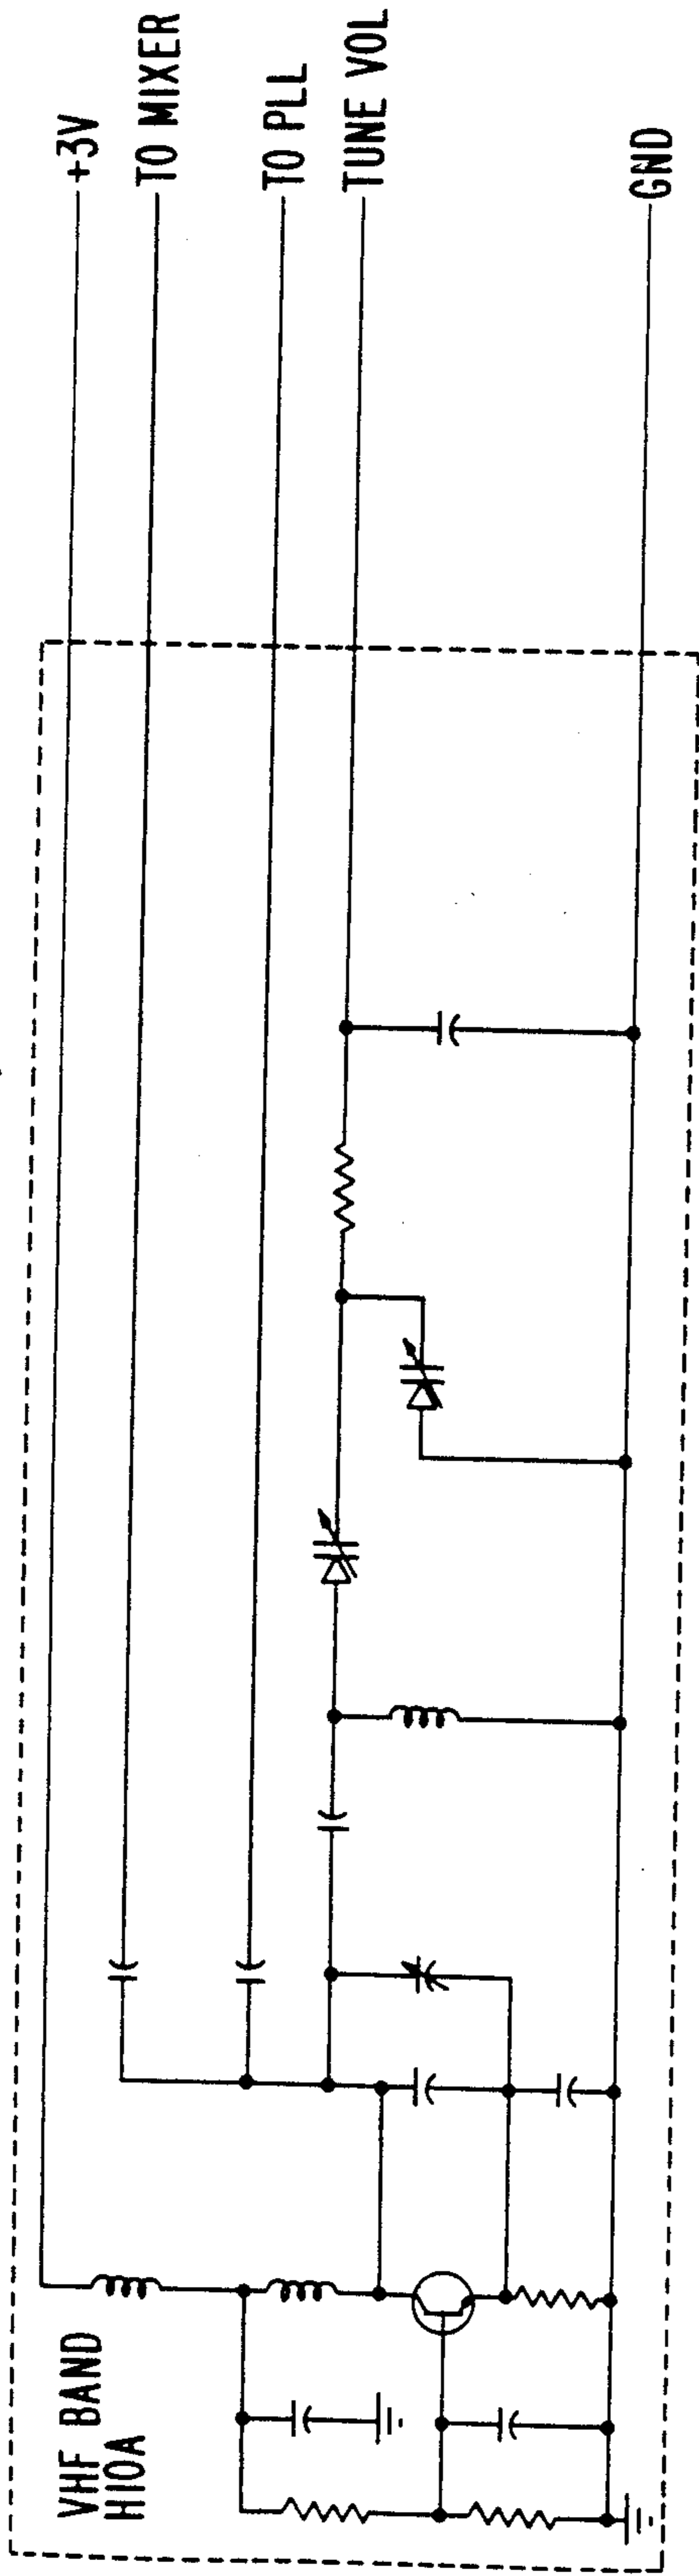 +3V
TO MIXER
TO PLL
TUNE VOL
GND
VHF BAND
H10A